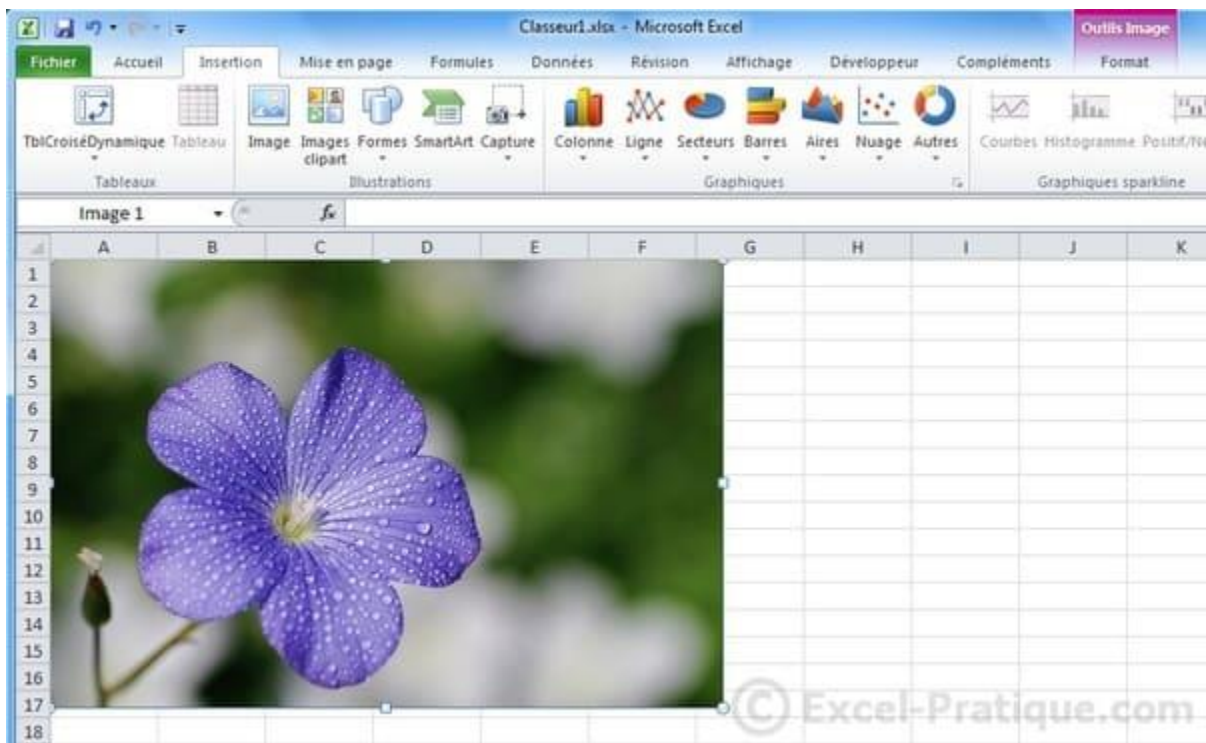 Classeur1.xlsx - Microsoft Excel
Outils Image
Fichier Accueil Insertion Mise en page Formules Données Révision Affichage Développeur Compléments Format
TblCroiséDynamique Tableau Image Images clipart Formes SmartArt Capture Colonne Ligne Secteurs Barres Aires Nuage Autres Courbes Histogramme
Tableaux Illustrations Graphiques Graphiques sparkline
Image 1 fx
A B C D E F G H I J K
1
2
3
4
5
6
7
8
9
10
11
12
13
14
15
16
17
18
© Excel-Pratique.com